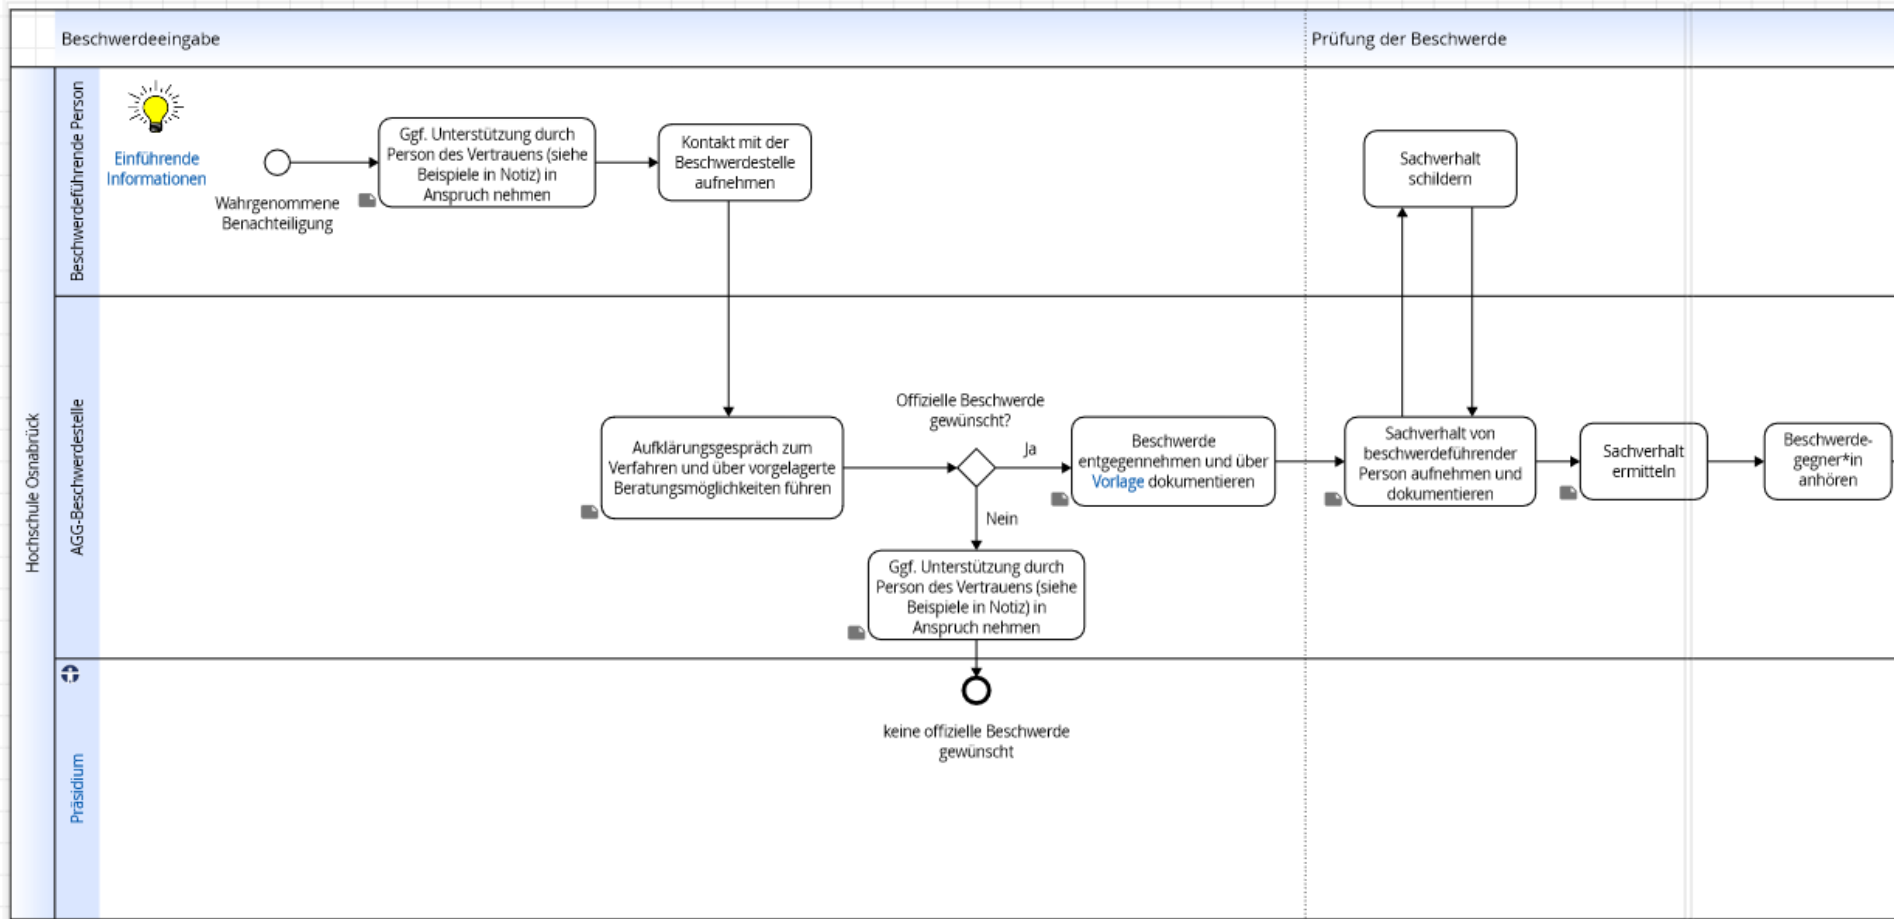 Beschwerdeeingabe
Prüfung der Beschwerde
Hochschule Osnabrück
Beschwerdeführende Person
Einführende
Informationen
Wahrgenommene
Benachteiligung
Ggf. Unterstützung durch
Person des Vertrauens (siehe
Beispiele in Notiz) in
Anspruch nehmen
Kontakt mit der
Beschwerdestelle
aufnehmen
Sachverhalt
schildern
AGG-Beschwerdestelle
Aufklärungsgespräch zum
Verfahren und über vorgelagerte
Beratungsmöglichkeiten führen
Offizielle Beschwerde
gewünscht?
Ja
Nein
Beschwerde
entgegennehmen und über
Vorlage dokumentieren
Sachverhalt von
beschwerdeführender
Person aufnehmen und
dokumentieren
Sachverhalt
ermitteln
Beschwerde-
gegner*in
anhören
Ggf. Unterstützung durch
Person des Vertrauens (siehe
Beispiele in Notiz) in
Anspruch nehmen
Präsidium
keine offizielle Beschwerde
gewünscht